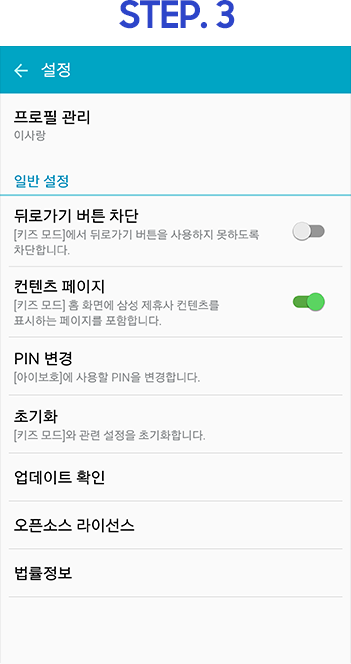 STEP. 3
설정
프로필 관리
이사랑
일반 설정
뒤로가기 버튼 차단
[키즈 모드]에서 뒤로가기 버튼을 사용하지 못하도록
차단합니다.
컨텐츠 페이지
[키즈 모드] 홈 화면에 삼성 제휴사 컨텐츠를
표시하는 페이지를 포함합니다.
PIN 변경
[아이보호]에 사용할 PIN을 변경합니다.
초기화
[키즈 모드]와 관련 설정을 초기화합니다.
업데이트 확인
오픈소스 라이선스
법률정보